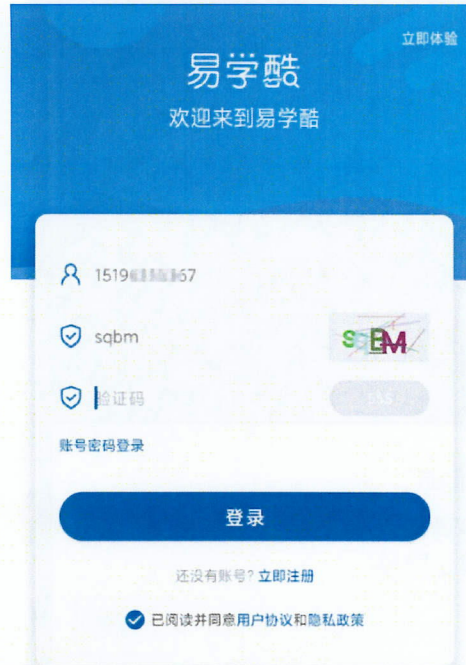 立即体验
易学酷
欢迎来到易学酷
1519
67
sqbm
验证码
账号密码登录
登录
还没有账号? 立即注册
已阅读并同意用户协议和隐私政策